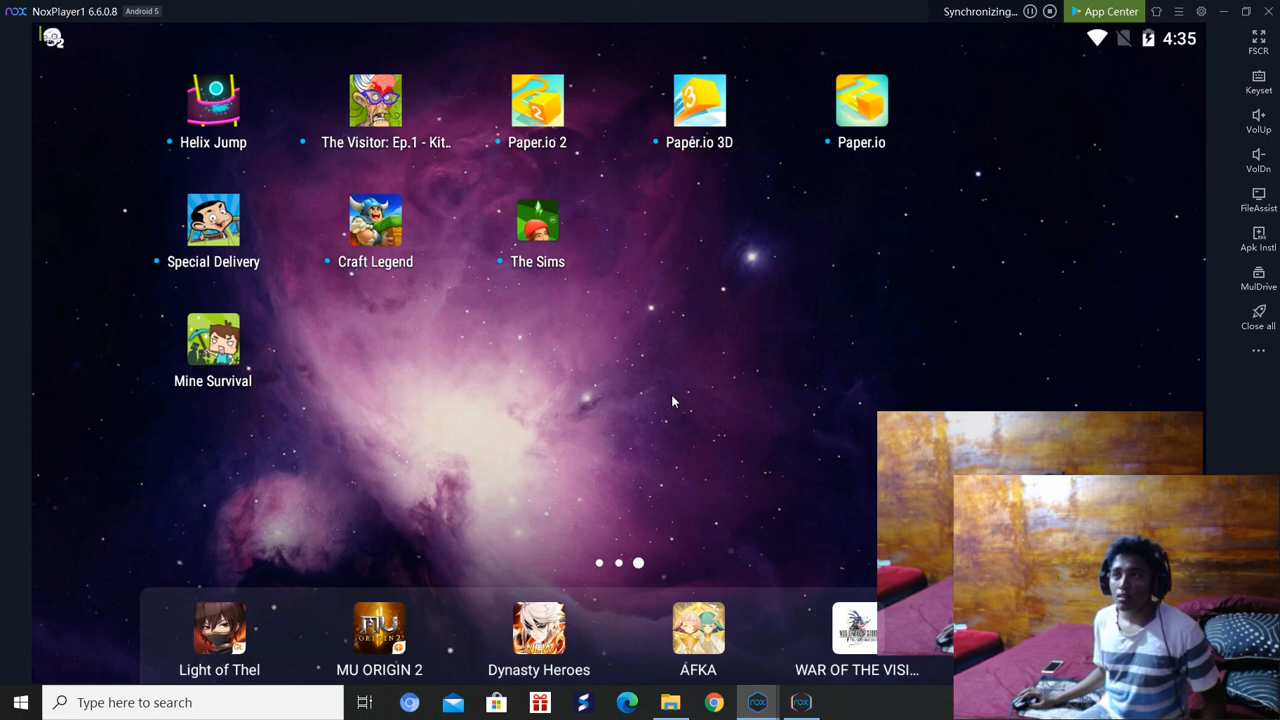 nox NoxPlayer1 6.6.0.8 Android 5
Synchronizing...
App Center
4:35
FSCR
Keyset
VolUp
VolDn
FileAssist
Apk Instl
MulDrive
Close all
Helix Jump
The Visitor: Ep.1 - Kit..
Paper.io 2
Paper.io 3D
Paper.io
Special Delivery
Craft Legend
The Sims
Mine Survival
Light of Thel
MU ORIGIN 2
Dynasty Heroes
AFKA
WAR OF THE VISI...
Type here to search